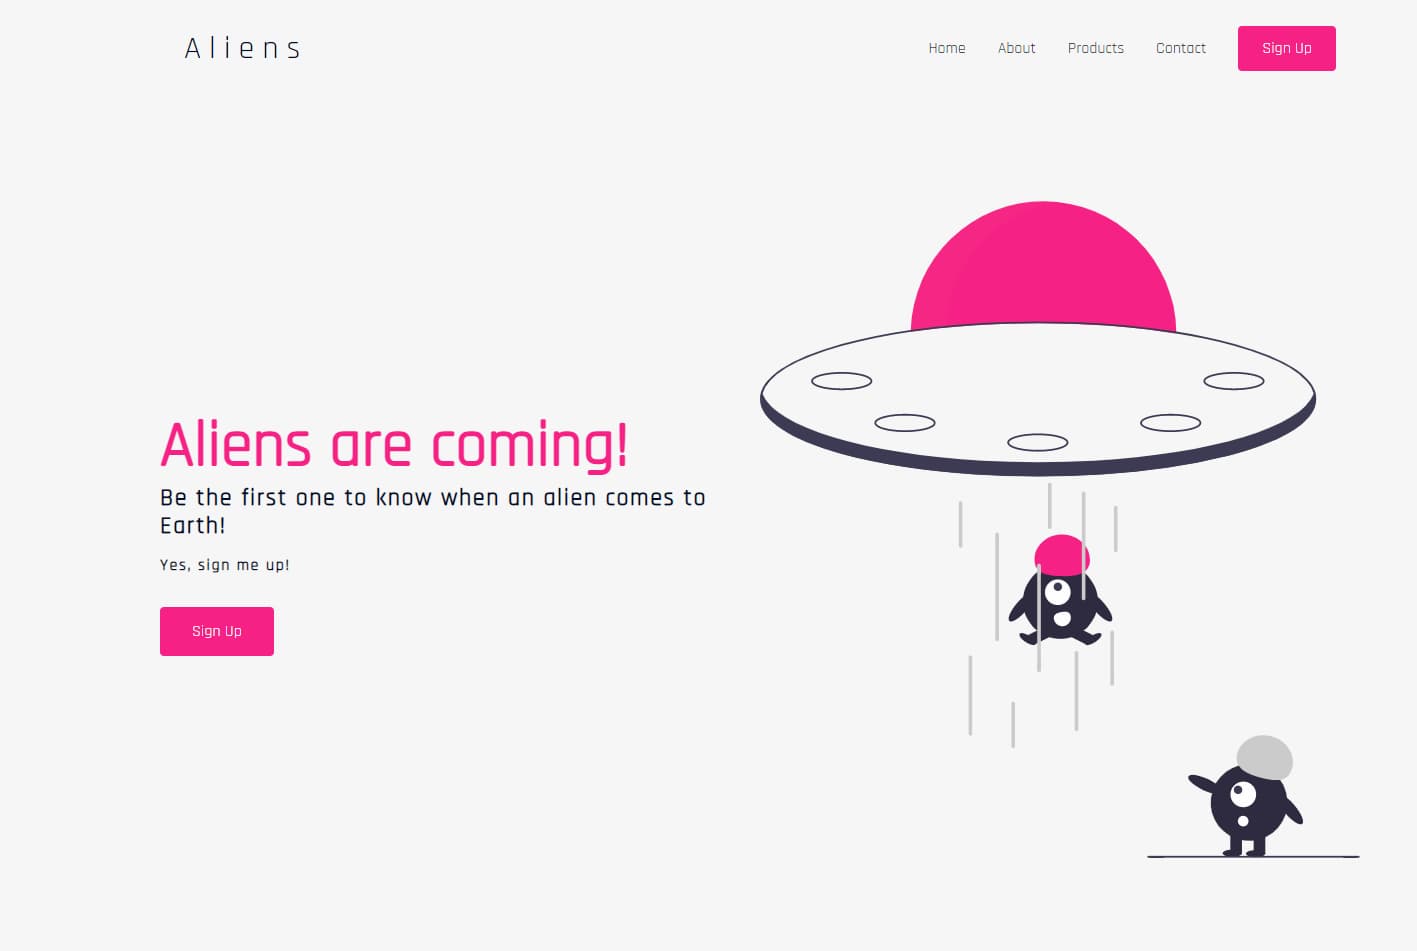 Aliens
Home
About
Products
Contact
Sign Up
Aliens are coming!
Be the first one to know when an alien comes to
Earth!
Yes, sign me up!
Sign Up